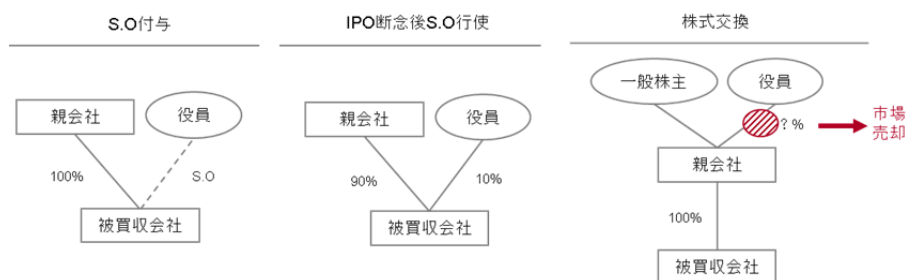 S.O付与
親会社
役員
100%
S.O
被買収会社
IPO断念後S.O行使
親会社
役員
90%
10%
被買収会社
株式交換
一般株主
役員
?%
市場
売却
親会社
100%
被買収会社